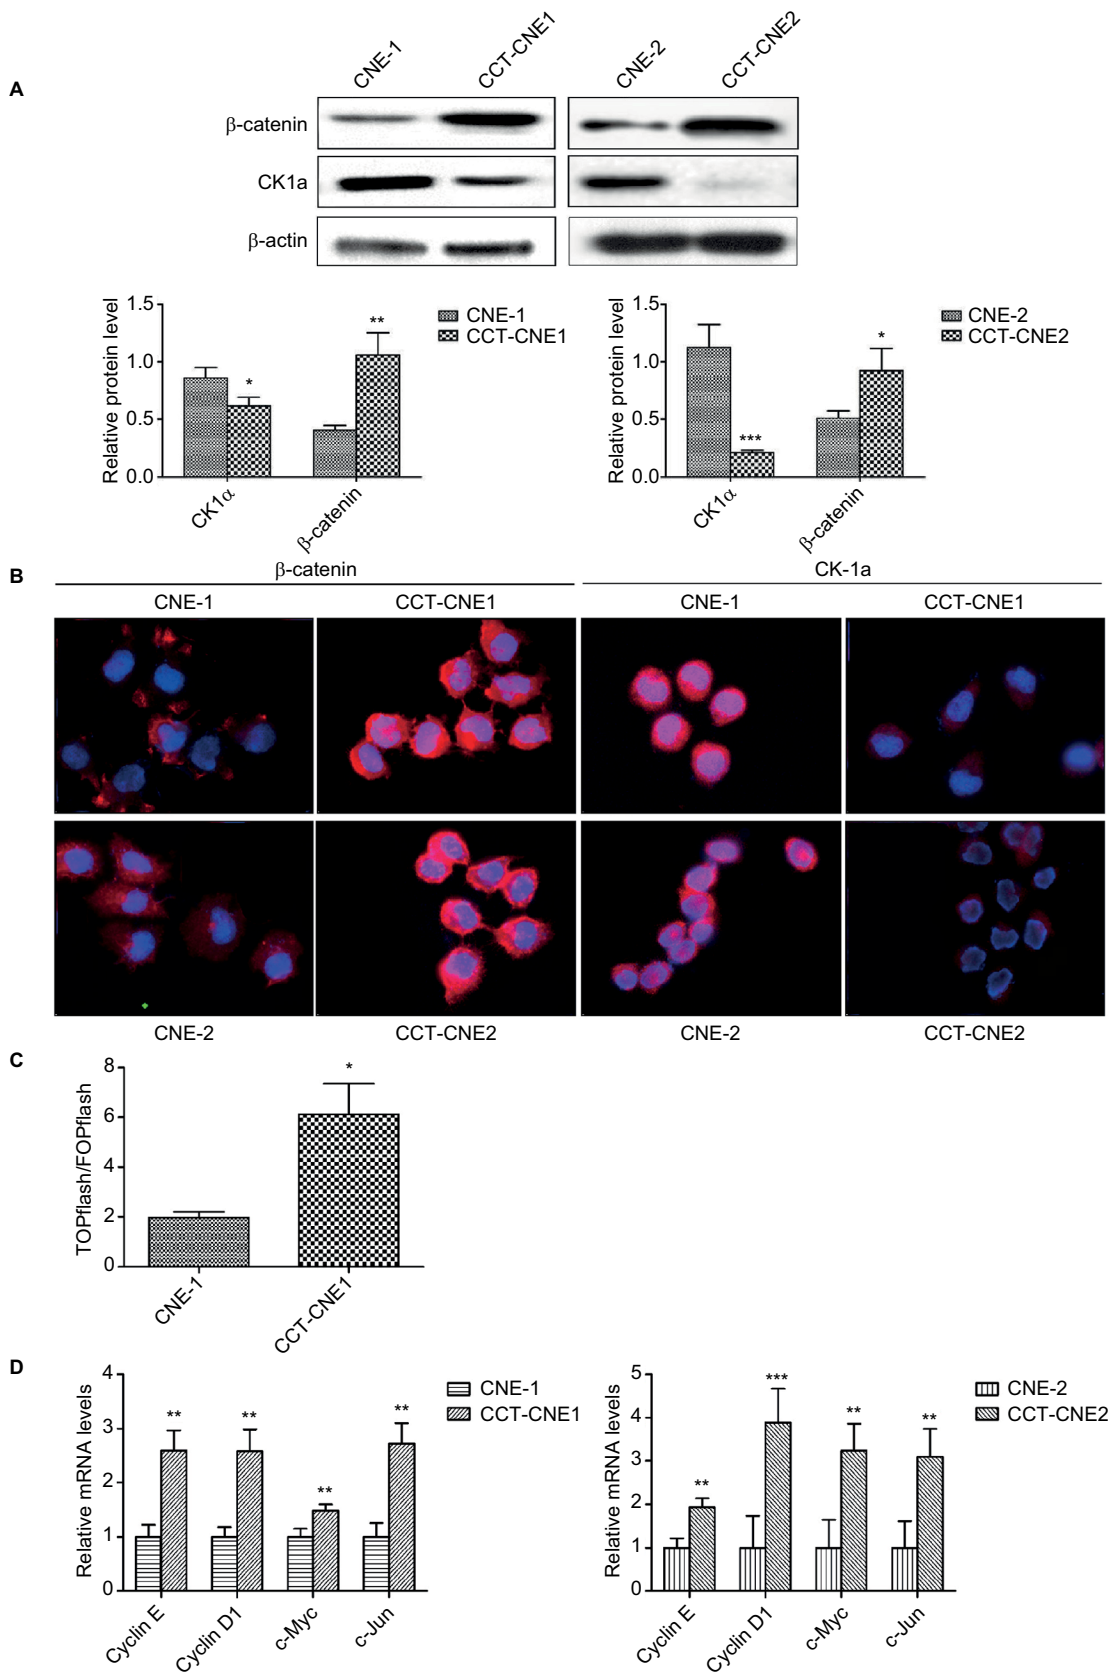 A
CNE-1
CCT-CNE1
CNE-2
CCT-CNE2
β-catenin
CK1a
β-actin
Relative protein level
1.5
1.0
0.5
0.0
**
*
CK1α
β-catenin
CNE-1
CCT-CNE1
Relative protein level
1.5
1.0
0.5
0.0
***
*
CK1α
β-catenin
CNE-2
CCT-CNE2
B
β-catenin
CK-1a
CNE-1
CCT-CNE1
CNE-1
CCT-CNE1
CNE-2
CCT-CNE2
CNE-2
CCT-CNE2
C
TOPflash/FOPflash
8
6
4
2
0
*
CNE-1
CCT-CNE1
D
Relative mRNA levels
4
3
2
1
0
**
**
**
**
Cyclin E
Cyclin D1
c-Myc
c-Jun
CNE-1
CCT-CNE1
Relative mRNA levels
5
4
3
2
1
0
**
***
**
**
Cyclin E
Cyclin D1
c-Myc
c-Jun
CNE-2
CCT-CNE2